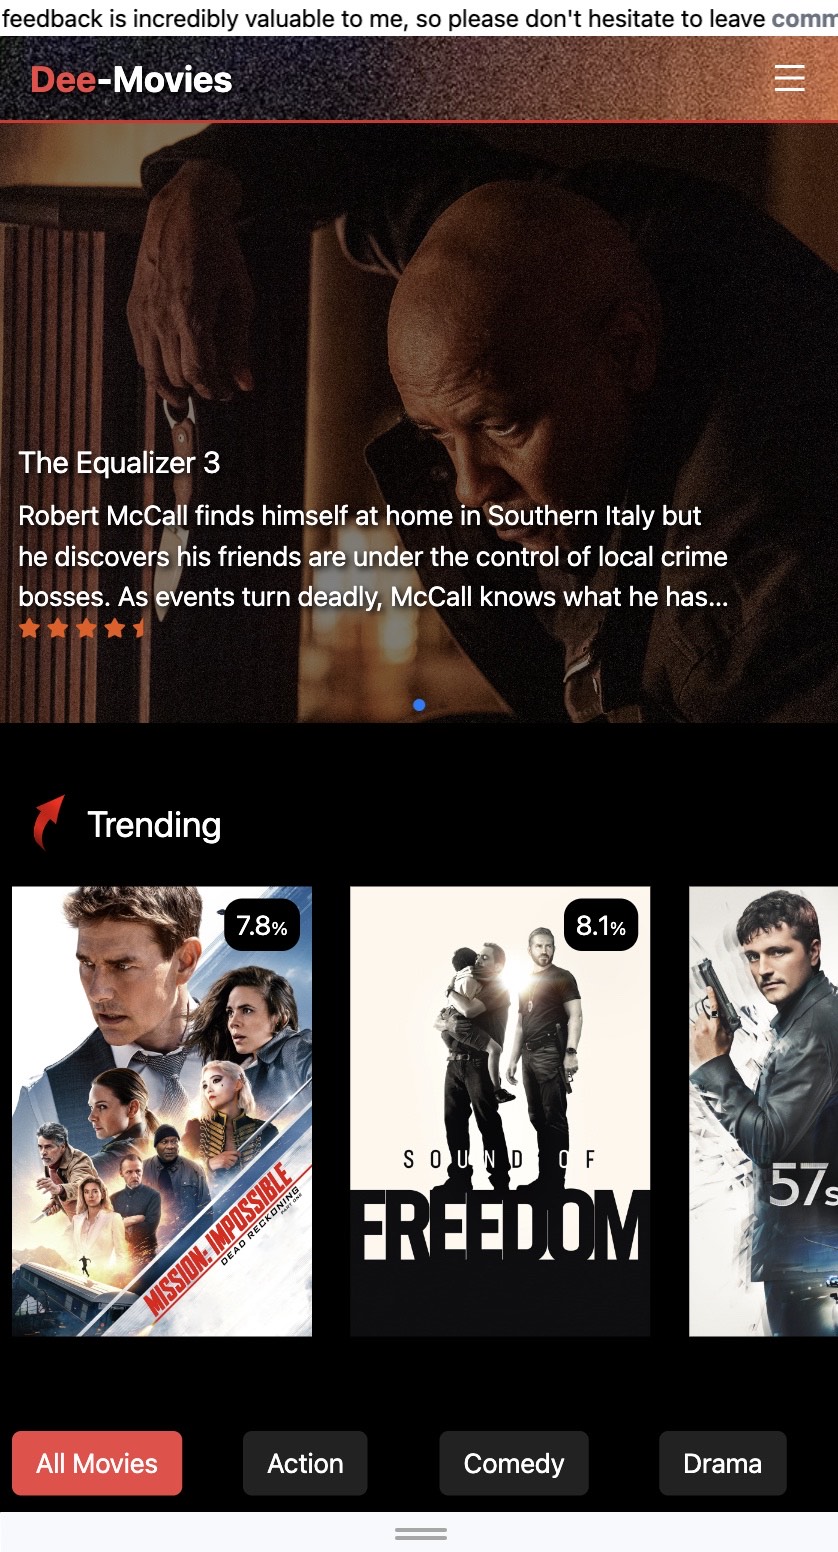 feedback is incredibly valuable to me, so please don't hesitate to leave comm
Dee-Movies
The Equalizer 3
Robert McCall finds himself at home in Southern Italy but
he discovers his friends are under the control of local crime
bosses. As events turn deadly, McCall knows what he has...
Trending
7.8%
MISSION: IMPOSSIBLE
DEAD RECKONING
PART ONE
8.1%
SOUND OF
FREEDOM
57s
All Movies
Action
Comedy
Drama